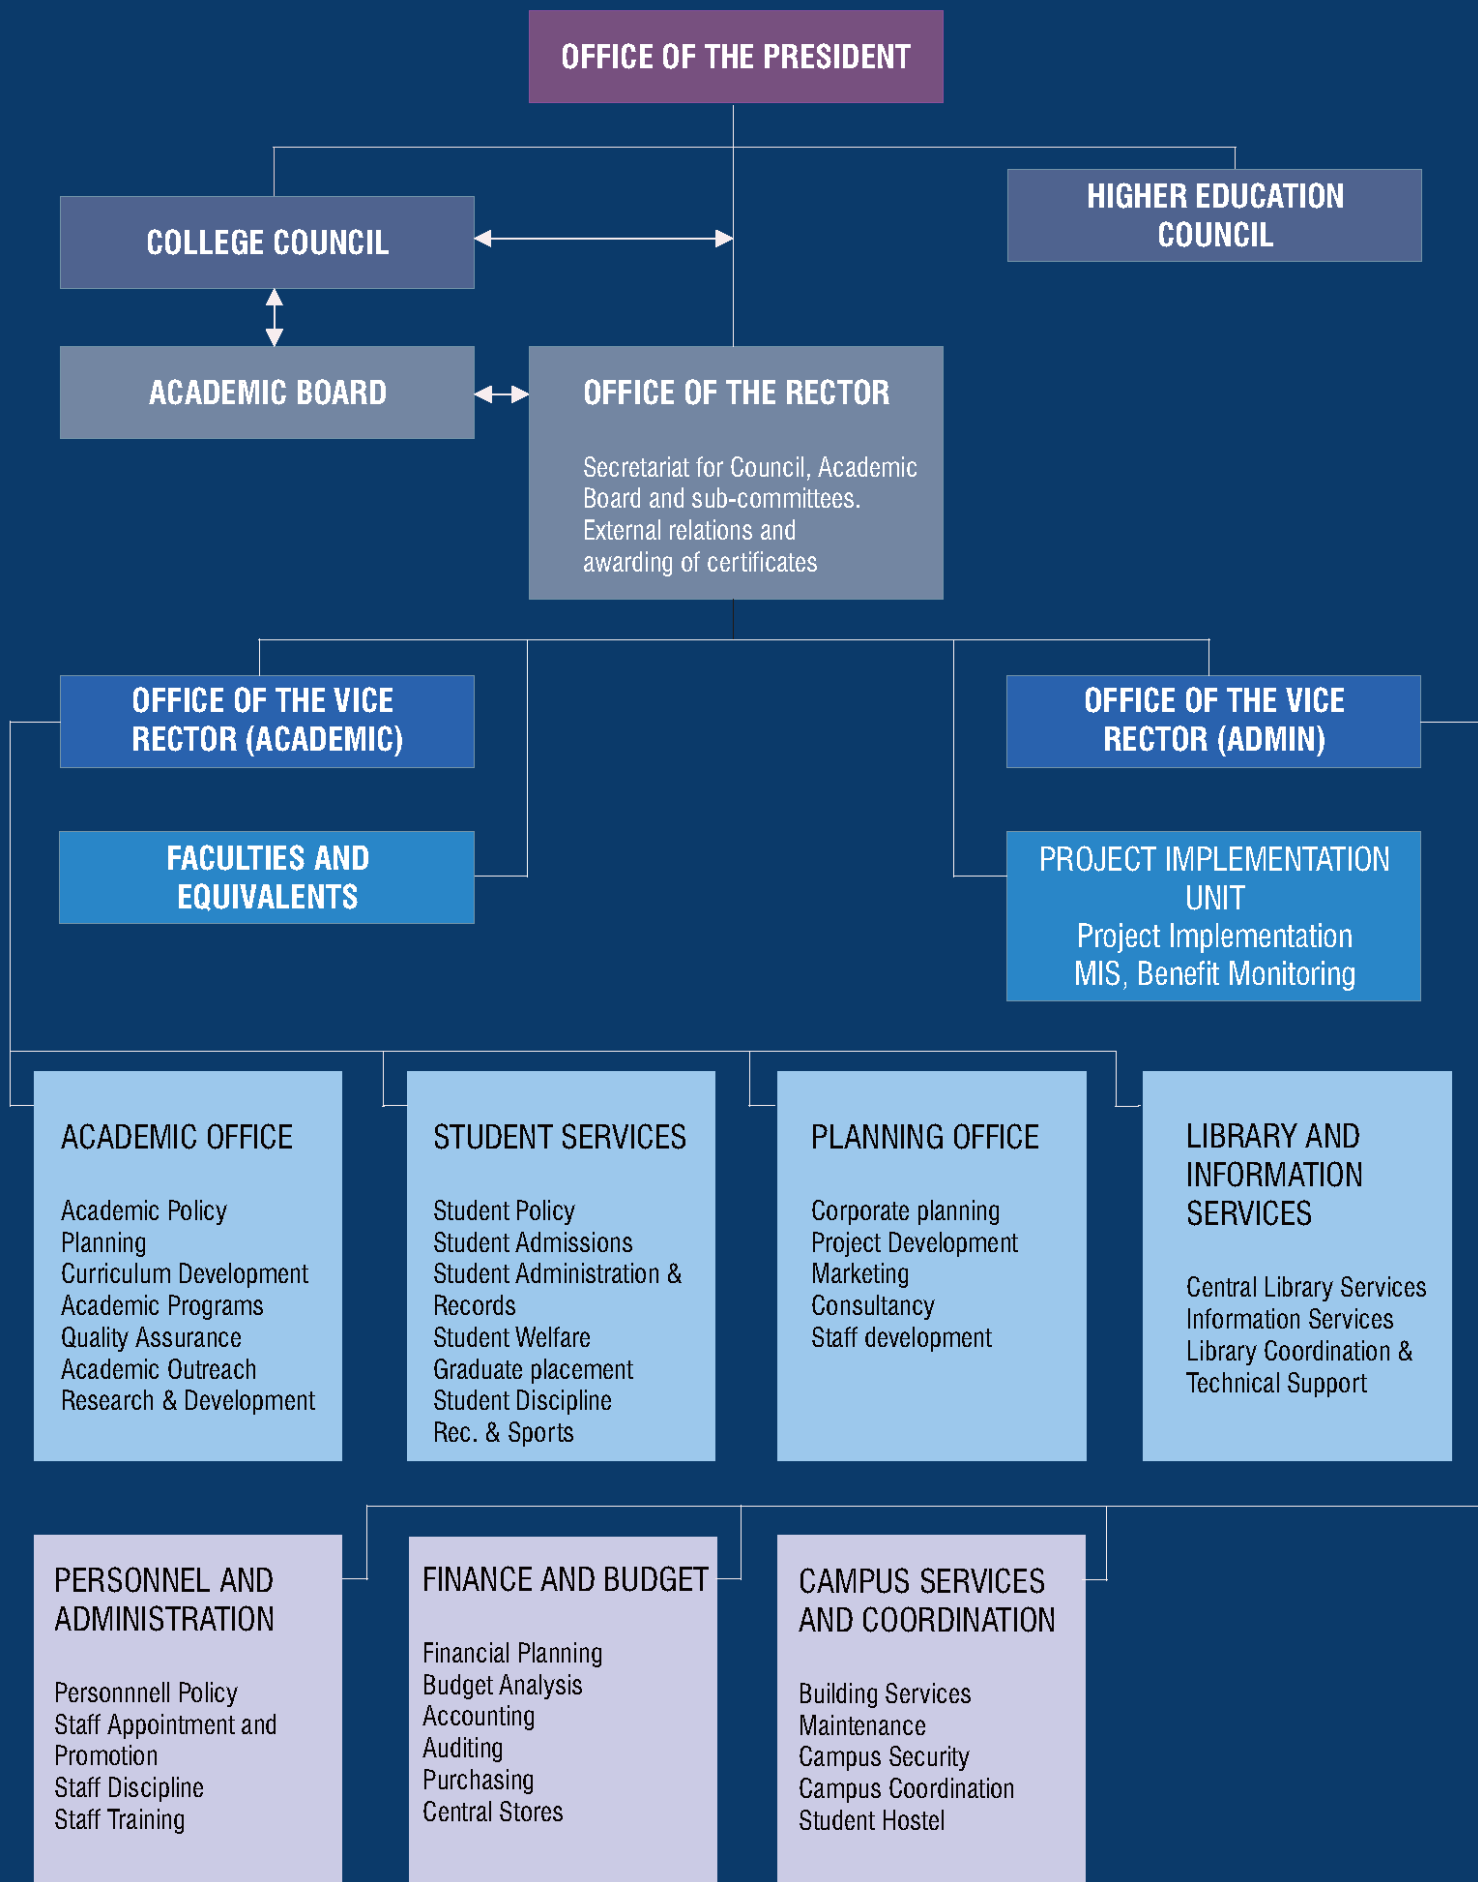 OFFICE OF THE PRESIDENT
COLLEGE COUNCIL
HIGHER EDUCATION
COUNCIL
ACADEMIC BOARD
OFFICE OF THE RECTOR
Secretariat for Council, Academic
Board and sub-committees.
External relations and
awarding of certificates
OFFICE OF THE VICE
RECTOR (ACADEMIC)
OFFICE OF THE VICE
RECTOR (ADMIN)
FACULTIES AND
EQUIVALENTS
PROJECT IMPLEMENTATION
UNIT
Project Implementation
MIS, Benefit Monitoring
ACADEMIC OFFICE
Academic Policy
Planning
Curriculum Development
Academic Programs
Quality Assurance
Academic Outreach
Research & Development
STUDENT SERVICES
Student Policy
Student Admissions
Student Administration &
Records
Student Welfare
Graduate placement
Student Discipline
Rec. & Sports
PLANNING OFFICE
Corporate planning
Project Development
Marketing
Consultancy
Staff development
LIBRARY AND
INFORMATION
SERVICES
Central Library Services
Information Services
Library Coordination &
Technical Support
PERSONNEL AND
ADMINISTRATION
Personnnell Policy
Staff Appointment and
Promotion
Staff Discipline
Staff Training
FINANCE AND BUDGET
Financial Planning
Budget Analysis
Accounting
Auditing
Purchasing
Central Stores
CAMPUS SERVICES
AND COORDINATION
Building Services
Maintenance
Campus Security
Campus Coordination
Student Hostel